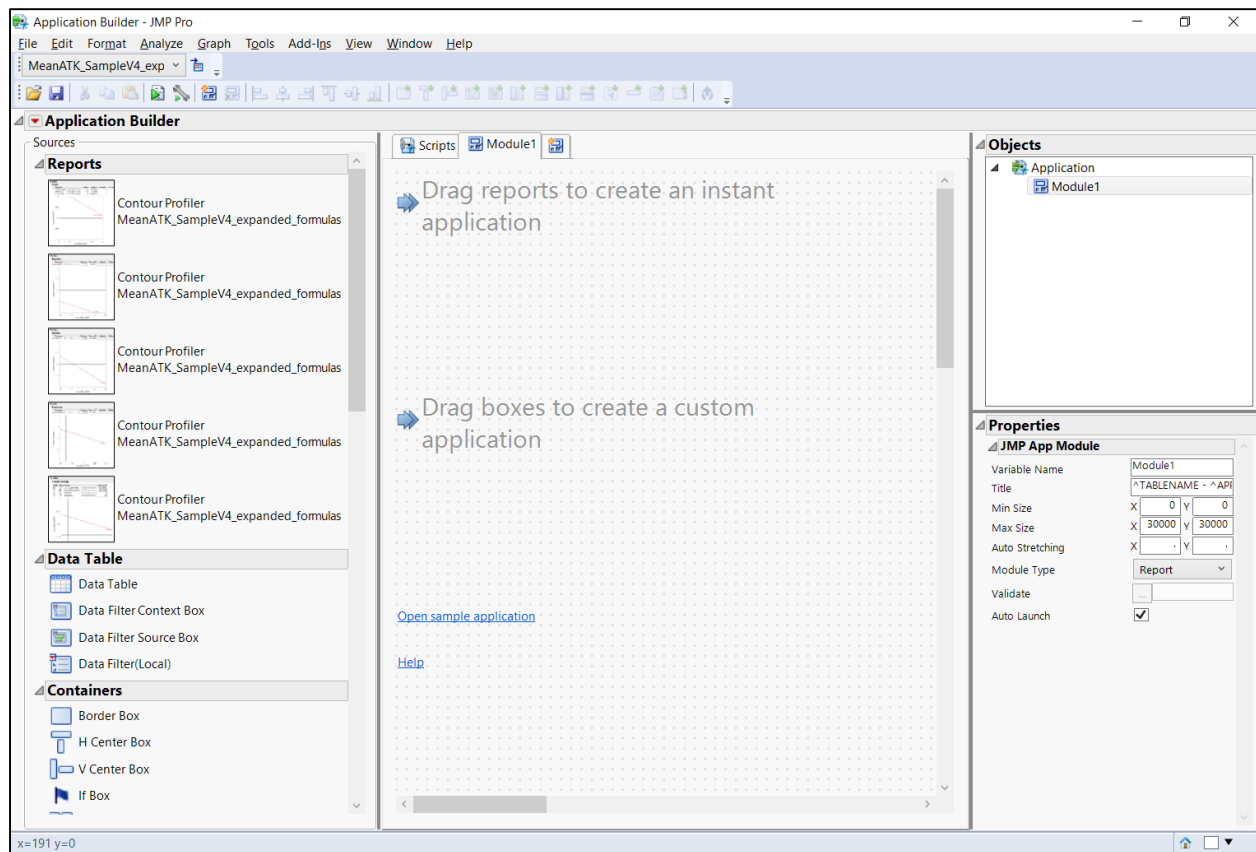 Application Builder - JMP Pro
File Edit Format Analyze Graph Tools Add-Ins View Window Help
MeanATK_SampleV4_exp
Application Builder
Sources
Reports
Contour Profiler
MeanATK_SampleV4_expanded_formulas
Contour Profiler
MeanATK_SampleV4_expanded_formulas
Contour Profiler
MeanATK_SampleV4_expanded_formulas
Contour Profiler
MeanATK_SampleV4_expanded_formulas
Contour Profiler
MeanATK_SampleV4_expanded_formulas
Data Table
Data Table
Data Filter Context Box
Data Filter Source Box
Data Filter(Local)
Containers
Border Box
H Center Box
V Center Box
If Box
Scripts Module1
Drag reports to create an instant
application
Drag boxes to create a custom
application
Open sample application
Help
Objects
Application
Module1
Properties
JMP App Module
Variable Name Module1
Title ^TABLENAME - ^APF
Min Size X 0 Y 0
Max Size X 30000 Y 30000
Auto Stretching X . Y .
Module Type Report
Validate ...
Auto Launch
x=191 y=0